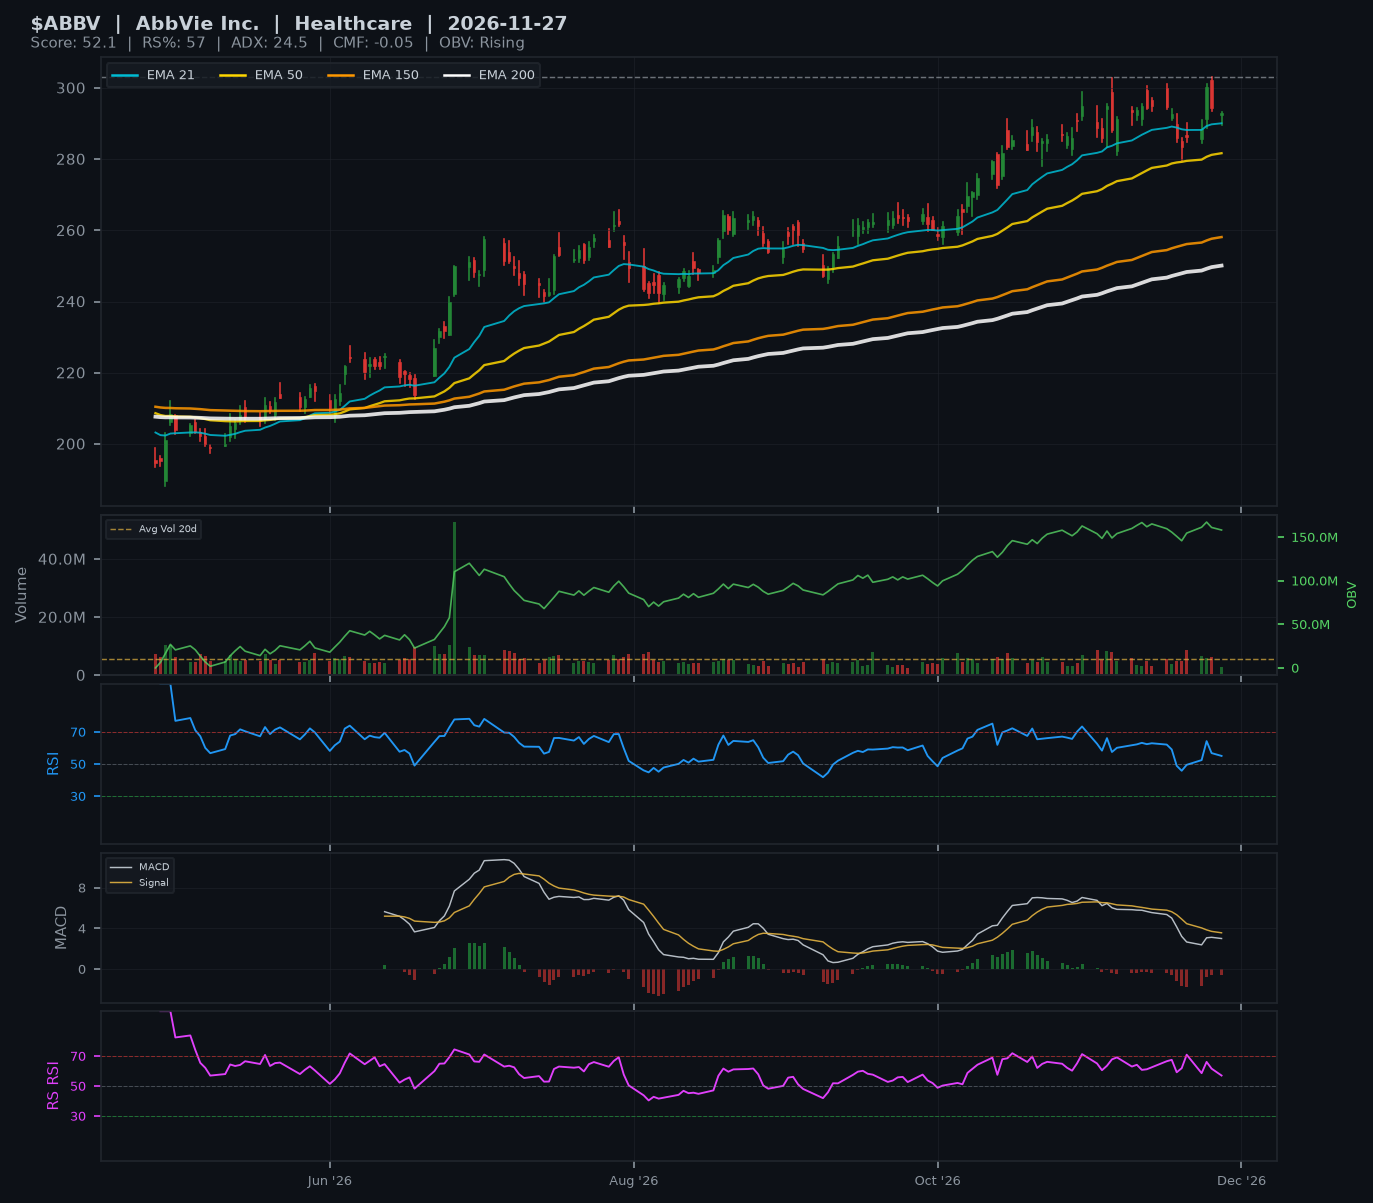 $ABBV | AbbVie Inc. | Healthcare | 2026-11-27
Score: 52.1 | RS%: 57 | ADX: 24.5 | CMF: -0.05 | OBV: Rising
EMA 21 EMA 50 EMA 150 EMA 200
300
280
260
240
220
200
Avg Vol 20d
Volume
40.0M
20.0M
0
OBV
150.0M
100.0M
50.0M
0
RSI
70
50
30
MACD
Signal
MACD
8
4
0
RS RSI
70
50
30
Jun '26 Aug '26 Oct '26 Dec '26